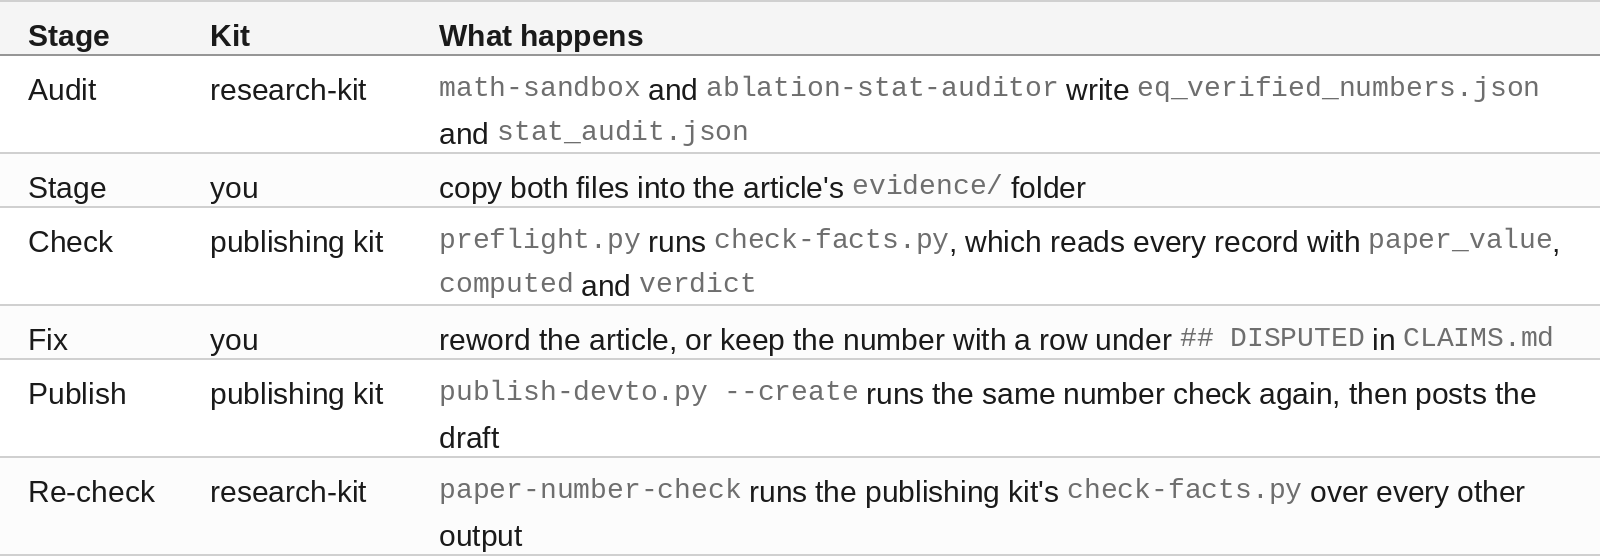 Stage Kit What happens
Audit research-kit math-sandbox and ablation-stat-auditor write eq_verified_numbers.json
and stat_audit.json
Stage you copy both files into the article's evidence/ folder
Check publishing kit preflight.py runs check-facts.py, which reads every record with paper_value,
computed and verdict
Fix you reword the article, or keep the number with a row under ## DISPUTED in CLAIMS.md
Publish publishing kit publish-devto.py --create runs the same number check again, then posts the
draft
Re-check research-kit paper-number-check runs the publishing kit's check-facts.py over every other
output